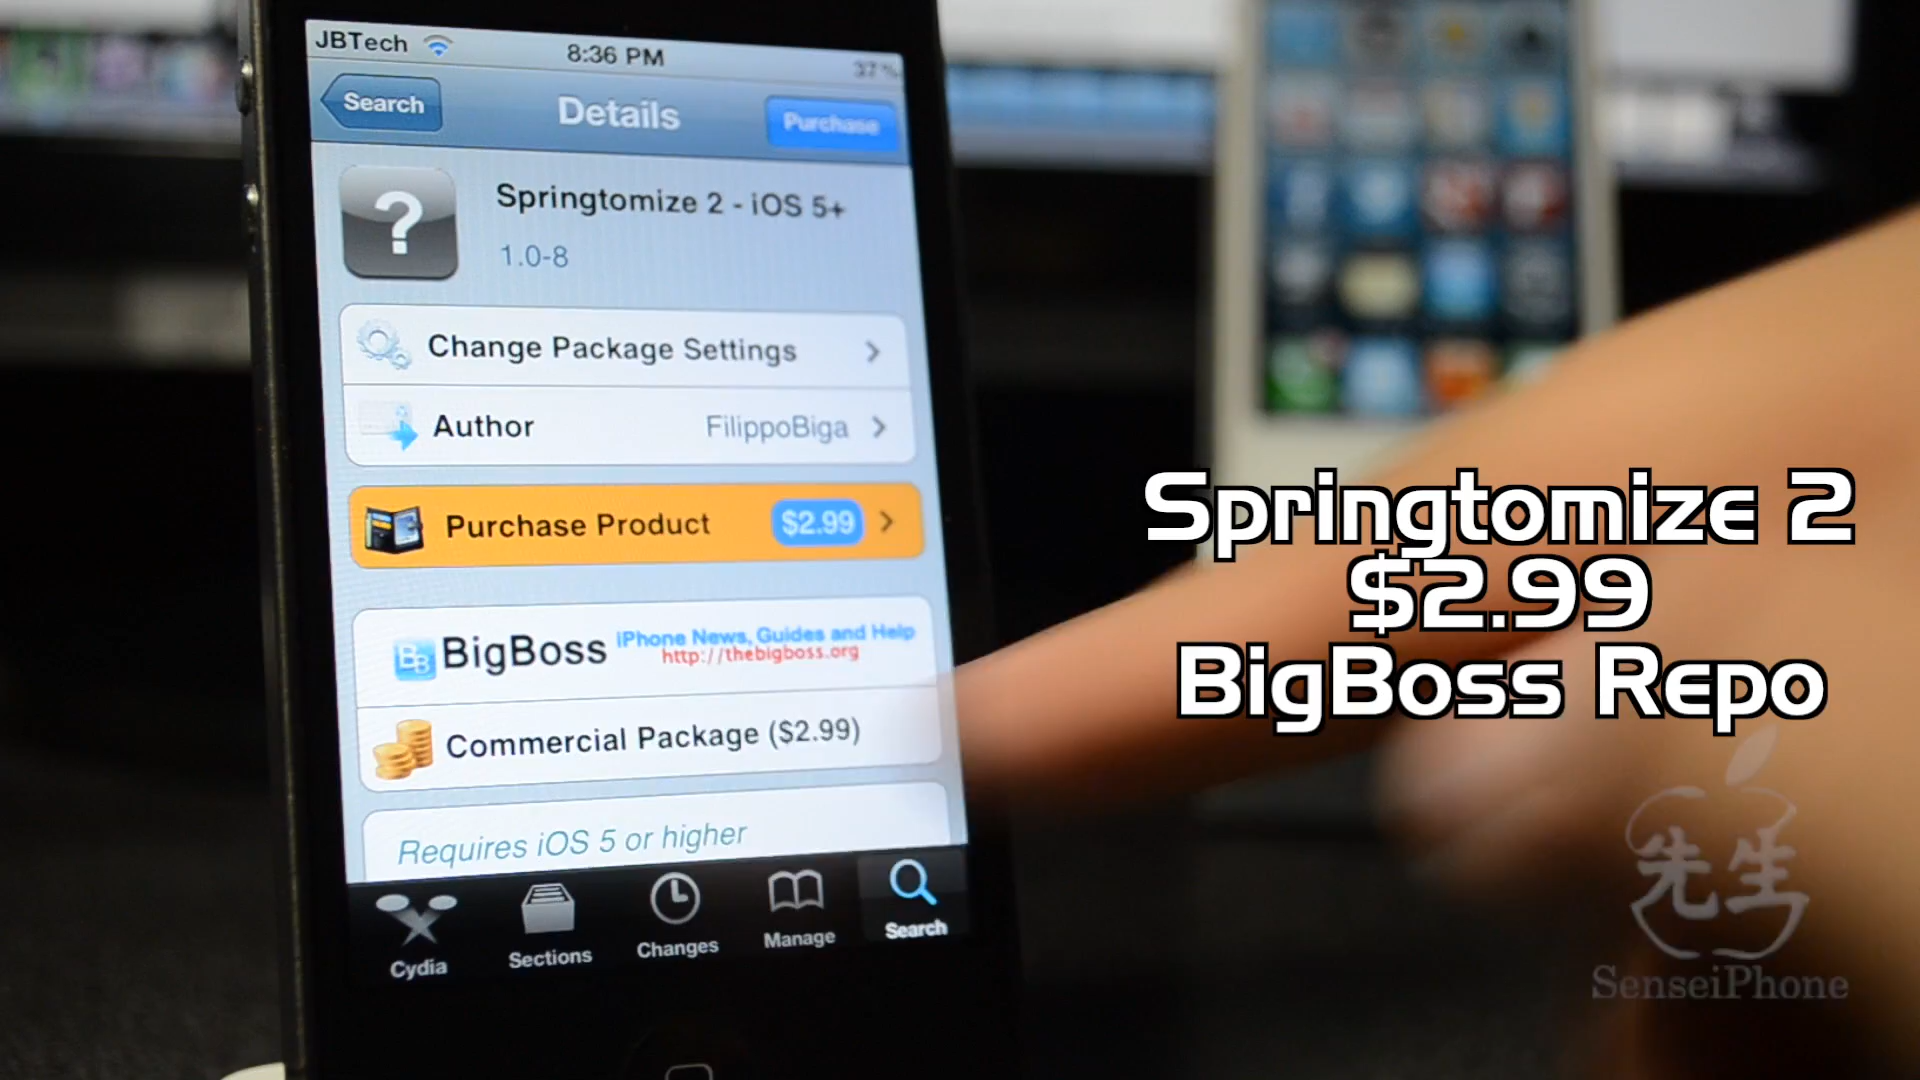 JBTech
8:36 PM
37%
Search
Details
Purchase
Springtomize 2 - iOS 5+
1.0-8
Change Package Settings
Author
FilippoBiga
Purchase Product
$2.99
BB
BigBoss
iPhone News, Guides and Help
http://thebigboss.org
Commercial Package ($2.99)
Requires iOS 5 or higher
Cydia
Sections
Changes
Manage
Search
Springtomize 2
$2.99
BigBoss Repo
先生
SenseiPhone